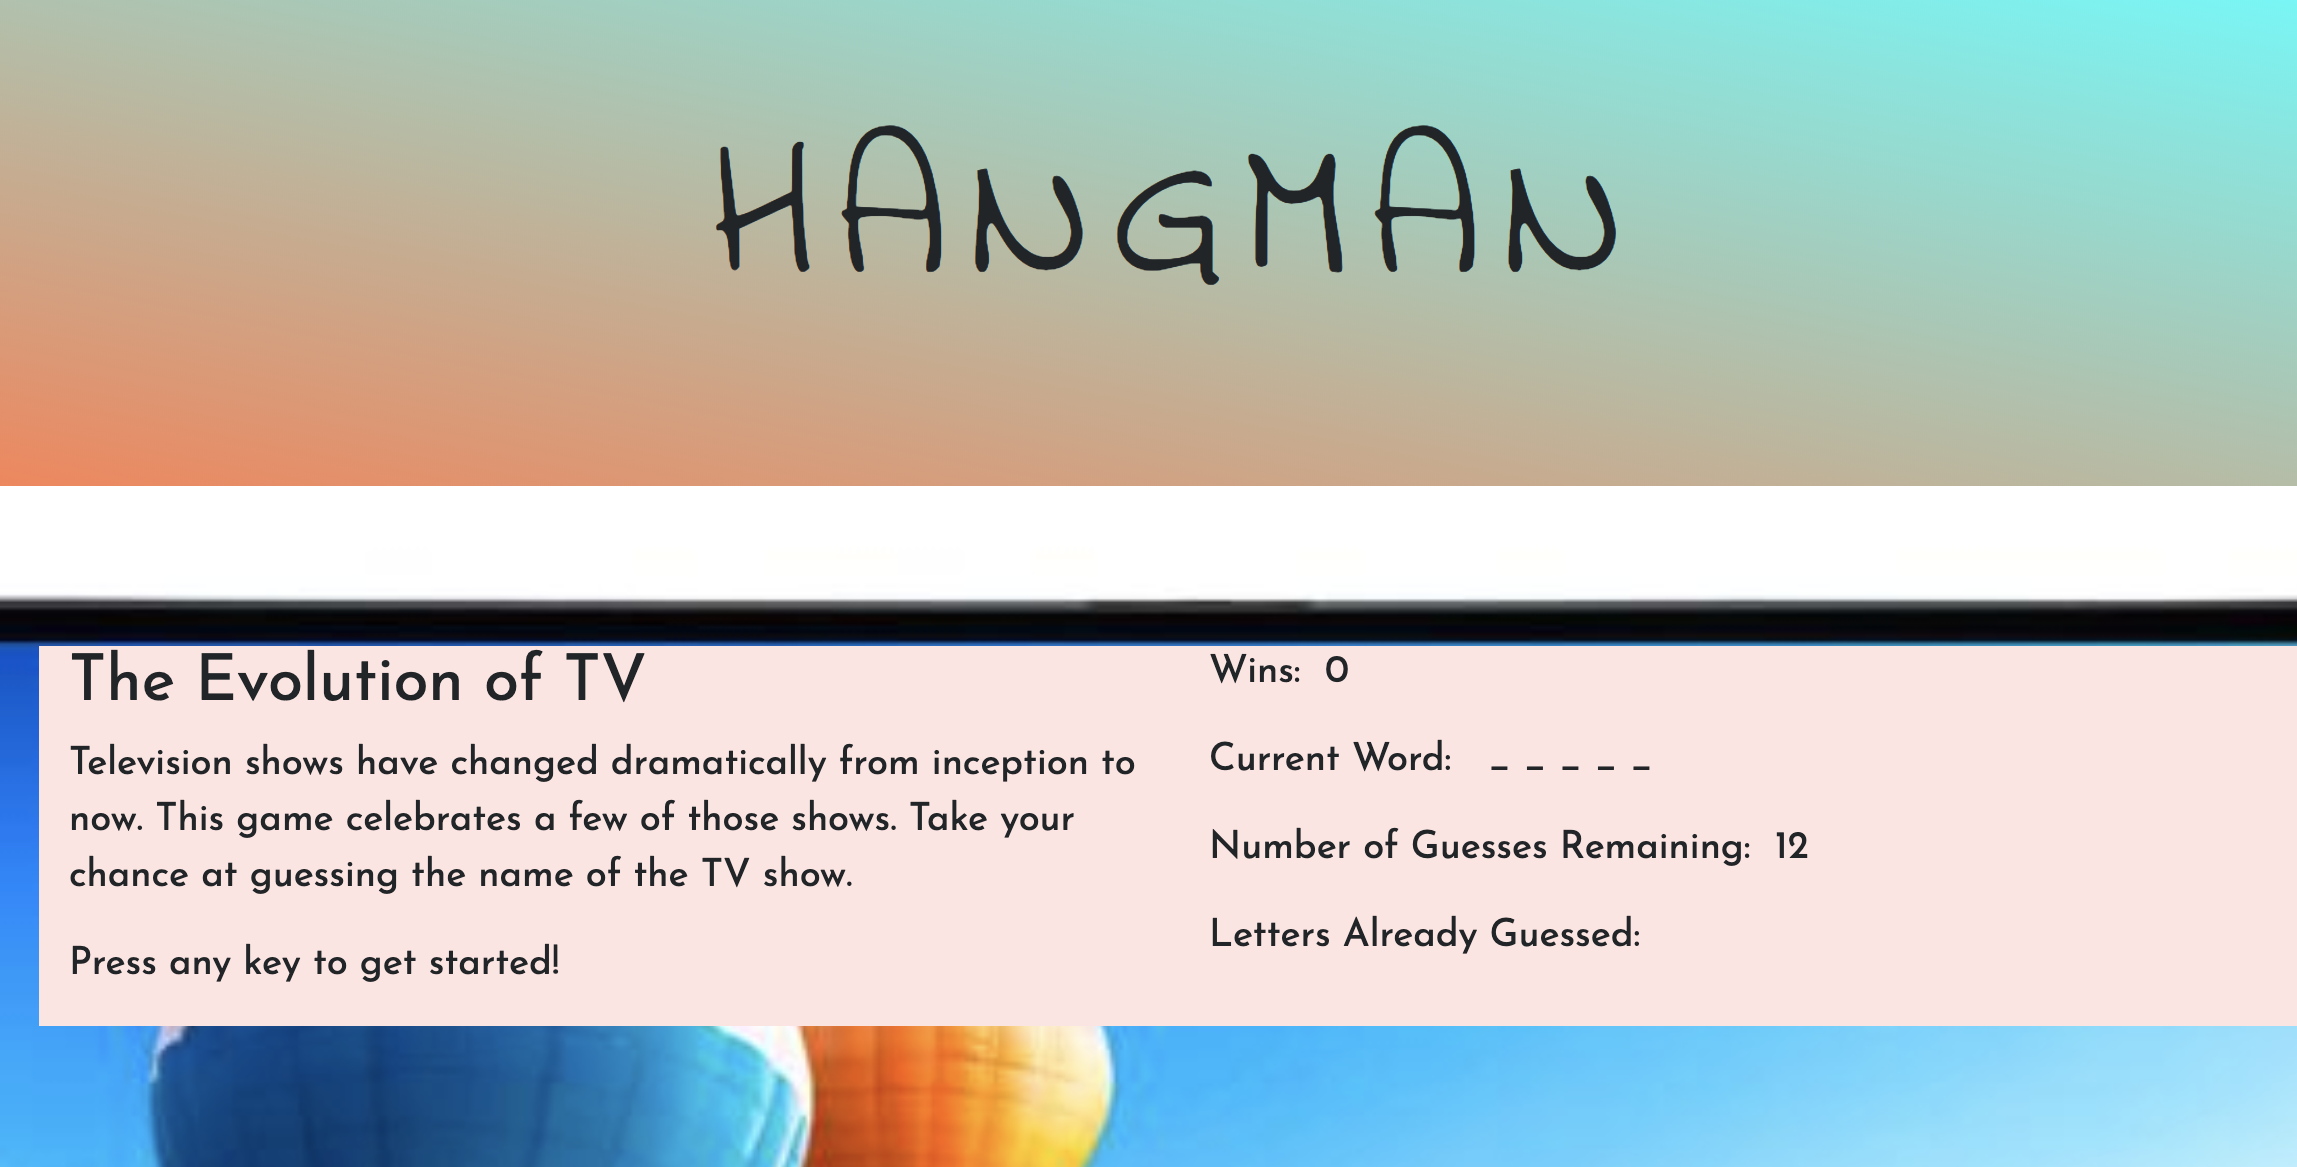 HANGMAN
The Evolution of TV
Television shows have changed dramatically from inception to
now. This game celebrates a few of those shows. Take your
chance at guessing the name of the TV show.
Press any key to get started!
Wins: 0
Current Word: _ _ _ _ _
Number of Guesses Remaining: 12
Letters Already Guessed: